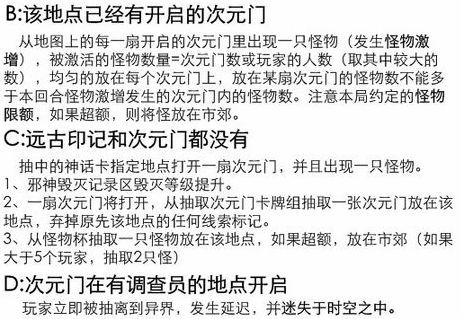 B:该地点已经有开启的次元门
从地图上的每一扇开启的次元门里出现一只怪物（发生怪物激
增），被激活的怪物数量=次元门数或玩家的人数（取其中较大的
数），均匀的放在每个次元门上，放在某扇次元门的怪物数不能多
于本回合怪物激增发生的次元门内的怪物数。注意本局约定的怪物
限额，如果超额，则将怪放在市郊。
C:远古印记和次元门都没有
抽中的神话卡指定地点打开一扇次元门，并且出现一只怪物。
1、邪神毁灭记录区毁灭等级提升。
2、一扇次元门将打开，从抽取次元门卡牌组抽取一张次元门放在该
地点，弃掉原先该地点的任何线索标记。
3、从怪物杯抽取一只怪物放在该地点，如果超额，放在市郊（如果
大于5个玩家，抽取2只怪）
D:次元门在有调查员的地点开启
玩家立即被抽离到异界，发生延迟，并迷失于时空之中。